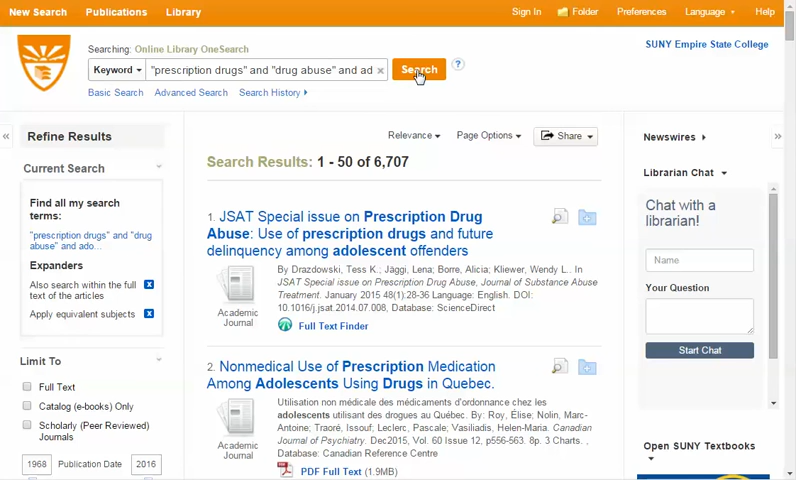 New Search Publications Library Sign In Folder Preferences Language Help
Searching: Online Library OneSearch
SUNY Empire State College
Keyword "prescription drugs" and "drug abuse" and ad × Search ?
Basic Search Advanced Search Search History
« Refine Results
Relevance Page Options Share
Newswires »
Search Results: 1 - 50 of 6,707
Current Search
Librarian Chat
Find all my search
terms:
"prescription drugs" and "drug
abuse" and ado...
Expanders
Also search within the full
text of the articles
x
Apply equivalent subjects x
Limit To
Full Text
Catalog (e-books) Only
Scholarly (Peer Reviewed)
Journals
1968 Publication Date 2016
1. JSAT Special issue on Prescription Drug
Abuse: Use of prescription drugs and future
delinquency among adolescent offenders
Academic
Journal
By Drazdowski, Tess K.; Jäggi, Lena; Borre, Alicia; Kliewer, Wendy L.. In
JSAT Special issue on Prescription Drug Abuse, Journal of Substance Abuse
Treatment. January 2015 48(1):28-36 Language: English. DOI:
10.1016/j.jsat.2014.07.008, Database: ScienceDirect
Full Text Finder
2. Nonmedical Use of Prescription Medication
Among Adolescents Using Drugs in Quebec.
Academic
Journal
Utilisation non médicale des médicaments d'ordonnance chez les
adolescents utilisant des drogues au Québec. By: Roy, Élise; Nolin, Marc-
Antoine; Traoré, Issouf; Leclerc, Pascale; Vasiliadis, Helen-Maria. Canadian
Journal of Psychiatry. Dec2015, Vol. 60 Issue 12, p556-563. 8p. 3 Charts. ,
Database: Canadian Reference Centre
PDF Full Text (1.9MB)
Chat with a
librarian!
Name
Your Question
Start Chat
Open SUNY Textbooks